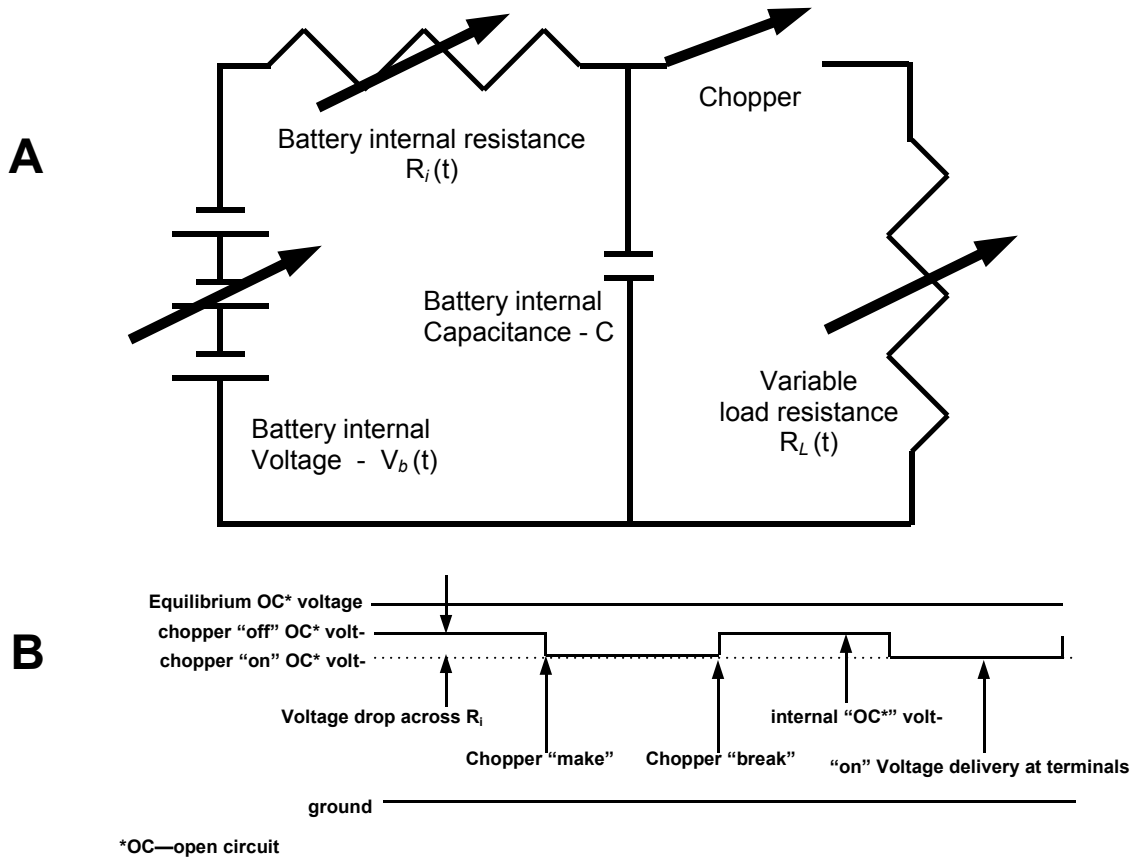 A
Chopper
Battery internal resistance
Ri (t)
Battery internal
Capacitance - C
Variable
load resistance
RL (t)
Battery internal
Voltage - Vb (t)
B
Equilibrium OC* voltage
chopper “off” OC* volt-
chopper “on” OC* volt-
Voltage drop across Ri
internal “OC*” volt-
Chopper “make”
Chopper “break”
“on” Voltage delivery at terminals
ground
*OC—open circuit